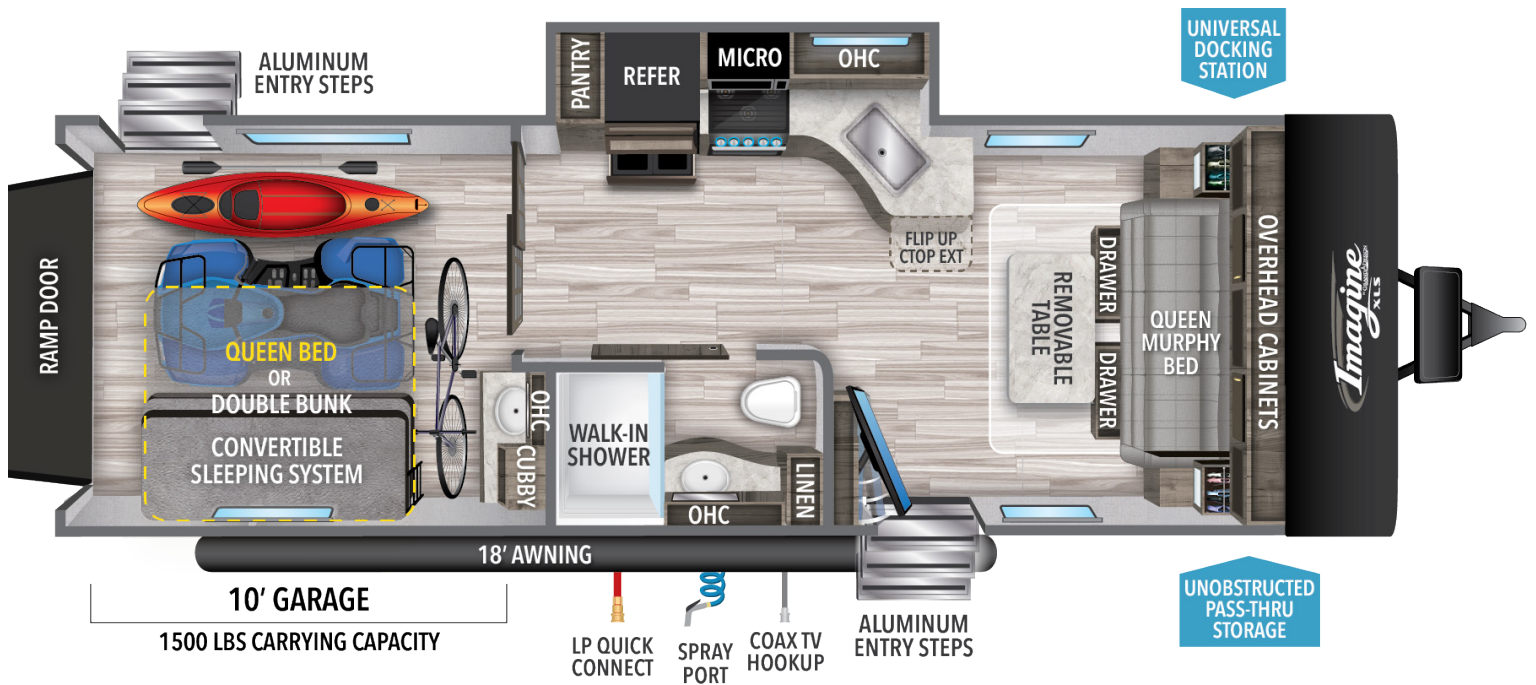 UNIVERSAL
DOCKING
STATION
ALUMINUM
ENTRY STEPS
PANTRY
REFER
MICRO
OHC
RAMP DOOR
FLIP UP
CTOP EXT
DRAWER
DRAWER
REMOVABLE
TABLE
QUEEN
MURPHY
BED
OVERHEAD CABINETS
Imagine
XLS
QUEEN BED
OR
DOUBLE BUNK
CONVERTIBLE
SLEEPING SYSTEM
OHC
CUBBY
WALK-IN
SHOWER
OHC
LINEN
18' AWNING
10' GARAGE
1500 LBS CARRYING CAPACITY
LP QUICK
CONNECT
SPRAY
PORT
COAX TV
HOOKUP
ALUMINUM
ENTRY STEPS
UNOBSTRUCTED
PASS-THRU
STORAGE